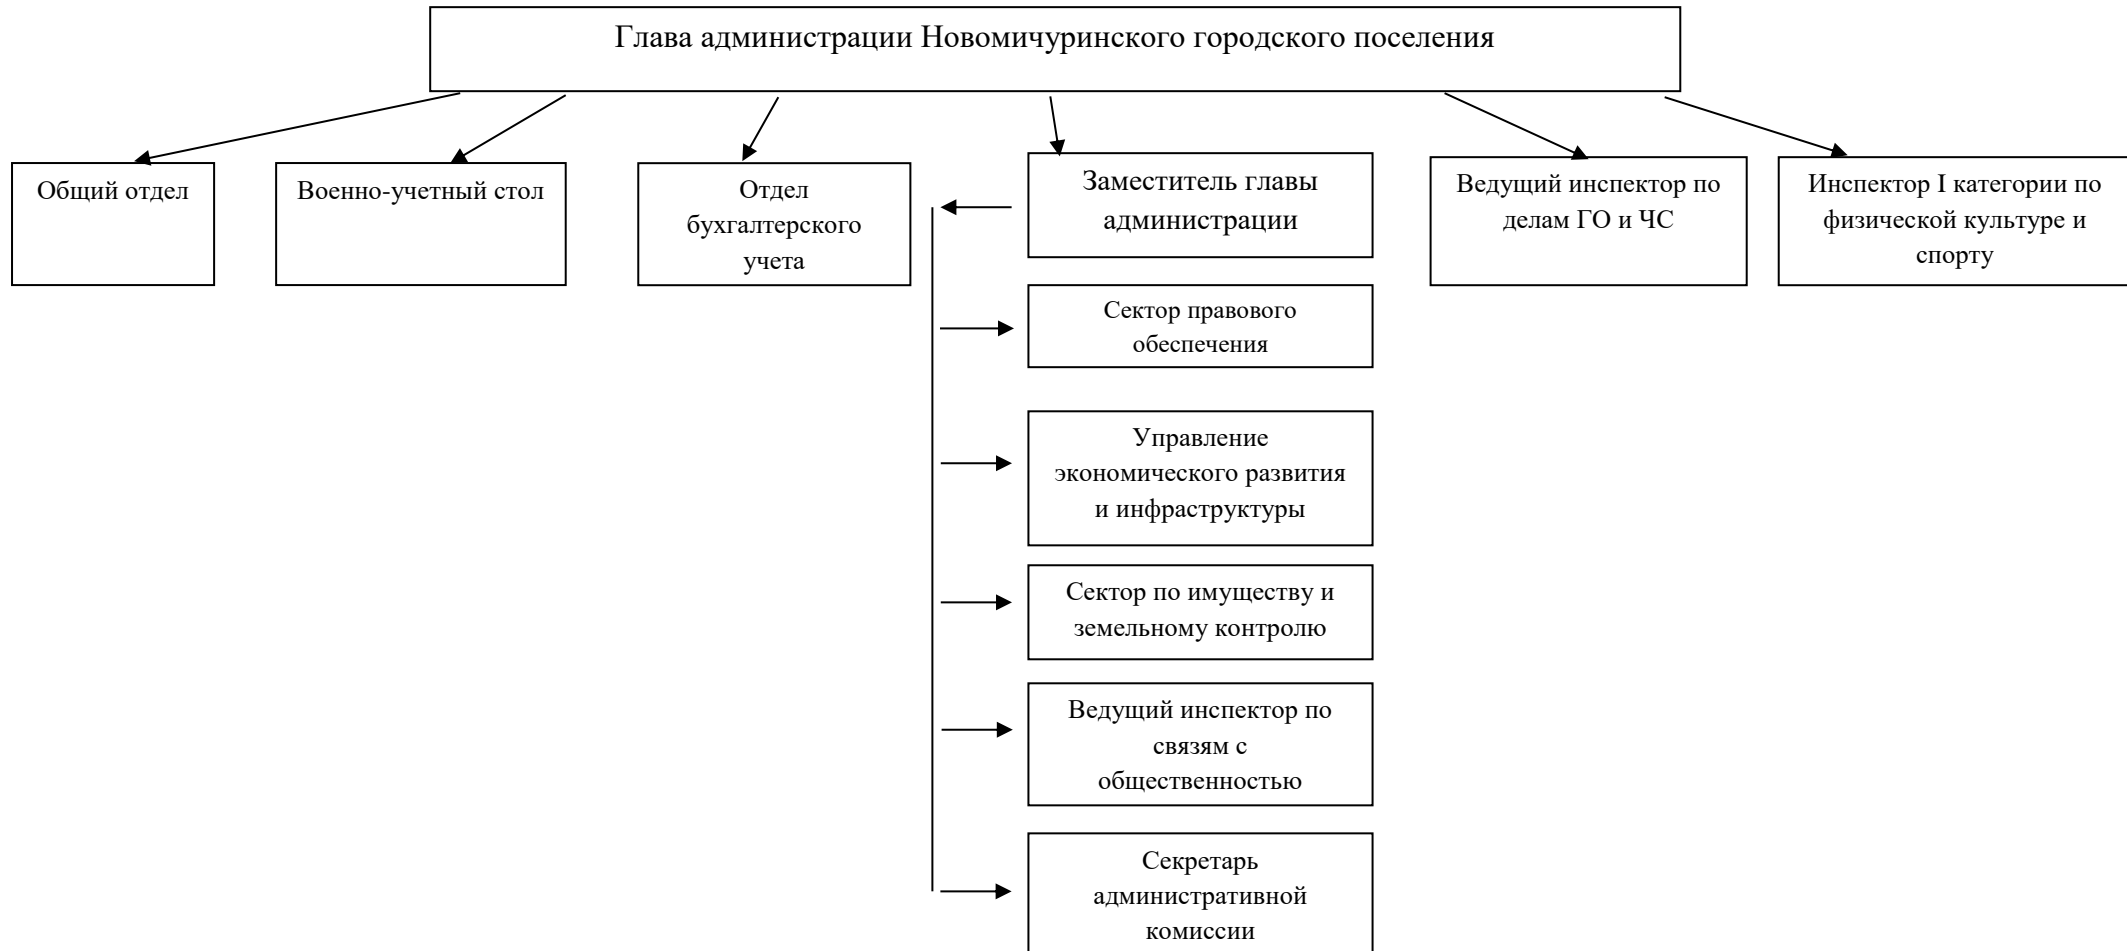 Глава администрации Новомичуринского городского поселения
Общий отдел
Военно-учетный стол
Отдел
бухгалтерского
учета
Заместитель главы
администрации
Ведущий инспектор по
делам ГО и ЧС
Инспектор I категории по
физической культуре и
спорту
Сектор правового
обеспечения
Управление
экономического развития
и инфраструктуры
Сектор по имуществу и
земельному контролю
Ведущий инспектор по
связям с
общественностью
Секретарь
административной
комиссии